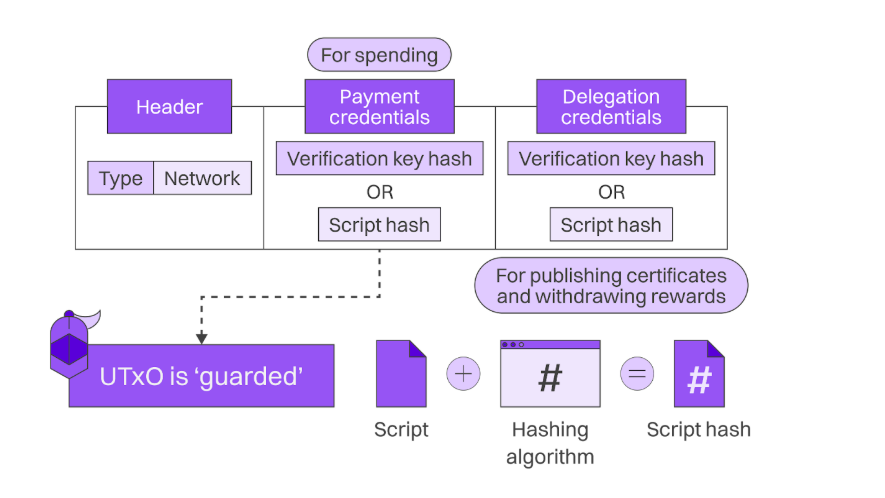 For spending
Header
Payment
credentials
Delegation
credentials
Type Network
Verification key hash
OR
Script hash
Verification key hash
OR
Script hash
For publishing certificates
and withdrawing rewards
UTxO is ‘guarded’
+
#
=
#
Script
Hashing
algorithm
Script hash